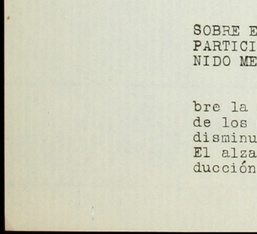 SOBRE E
PARTICI
NIDO ME
bre la
de los
disminu
El alza
ducción